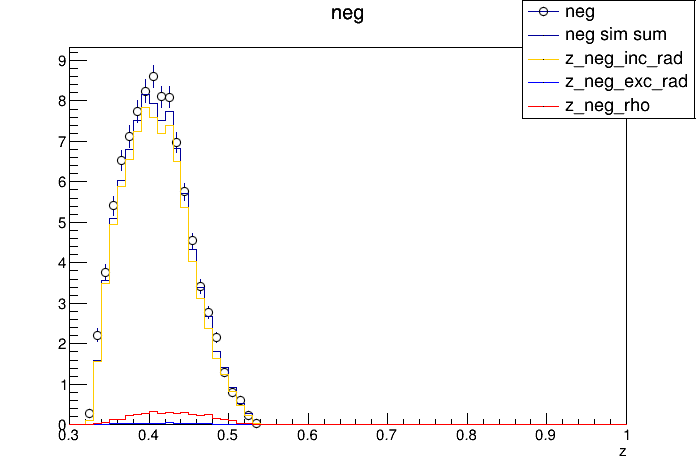 neg
neg
neg sim sum
z_neg_inc_rad
z_neg_exc_rad
z_neg_rho
9
8
7
6
5
4
3
2
1
0
0.3 0.4 0.5 0.6 0.7 0.8 0.9 1
z